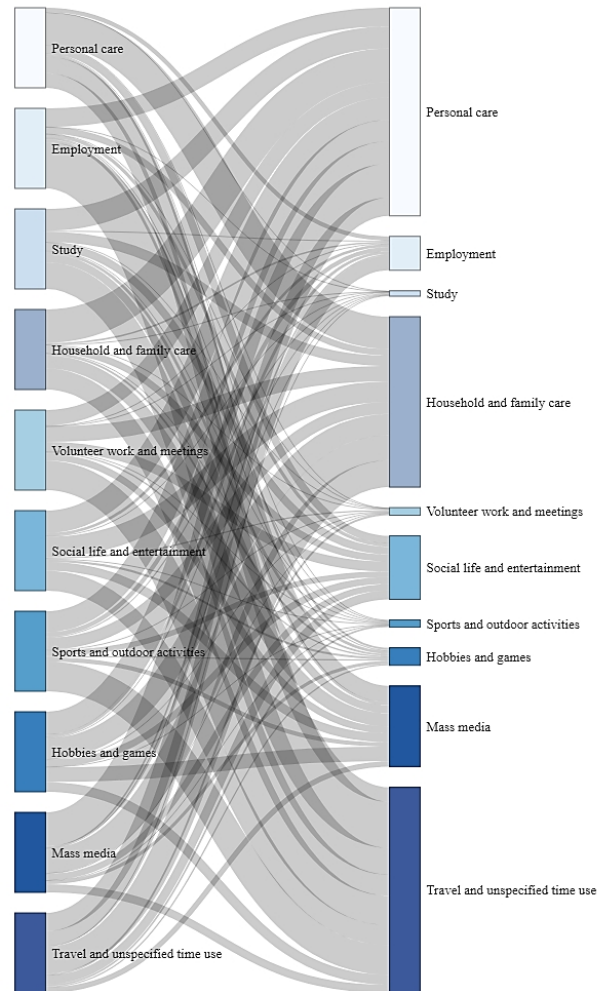 Personal care
Employment
Study
Household and family care
Volunteer work and meetings
Social life and entertainment
Sports and outdoor activities
Hobbies and games
Mass media
Travel and unspecified time use
Personal care
Employment
Study
Household and family care
Volunteer work and meetings
Social life and entertainment
Sports and outdoor activities
Hobbies and games
Mass media
Travel and unspecified time use